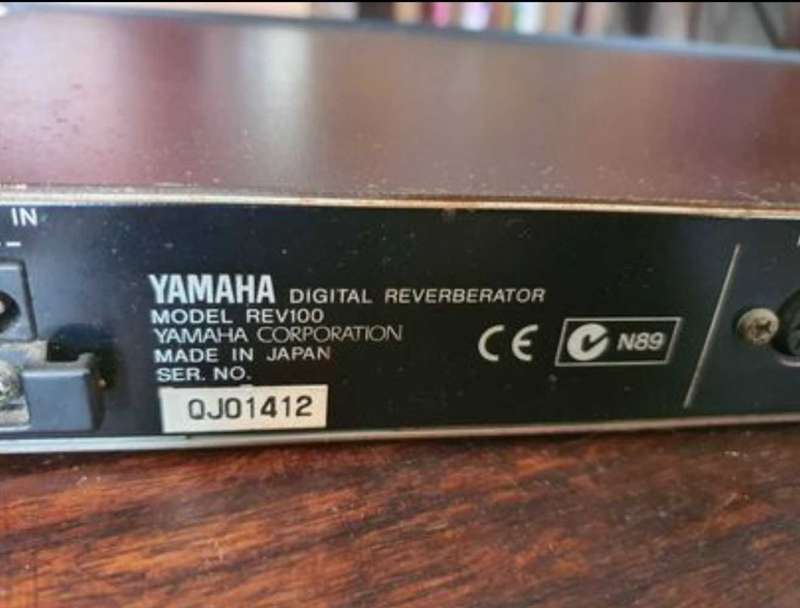 IN
YAMAHA DIGITAL REVERBERATOR
MODEL REV100
YAMAHA CORPORATION
MADE IN JAPAN
SER. NO.
QJ01412
CE N89